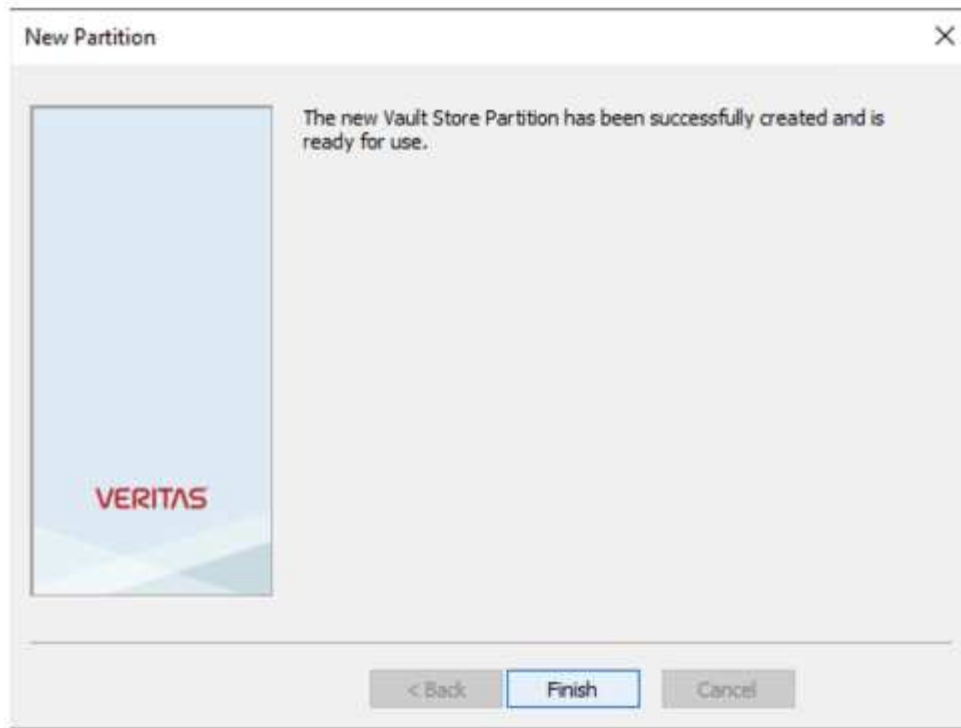 New Partition
The new Vault Store Partition has been successfully created and is
ready for use.
VERITAS
< Back
Finish
Cancel